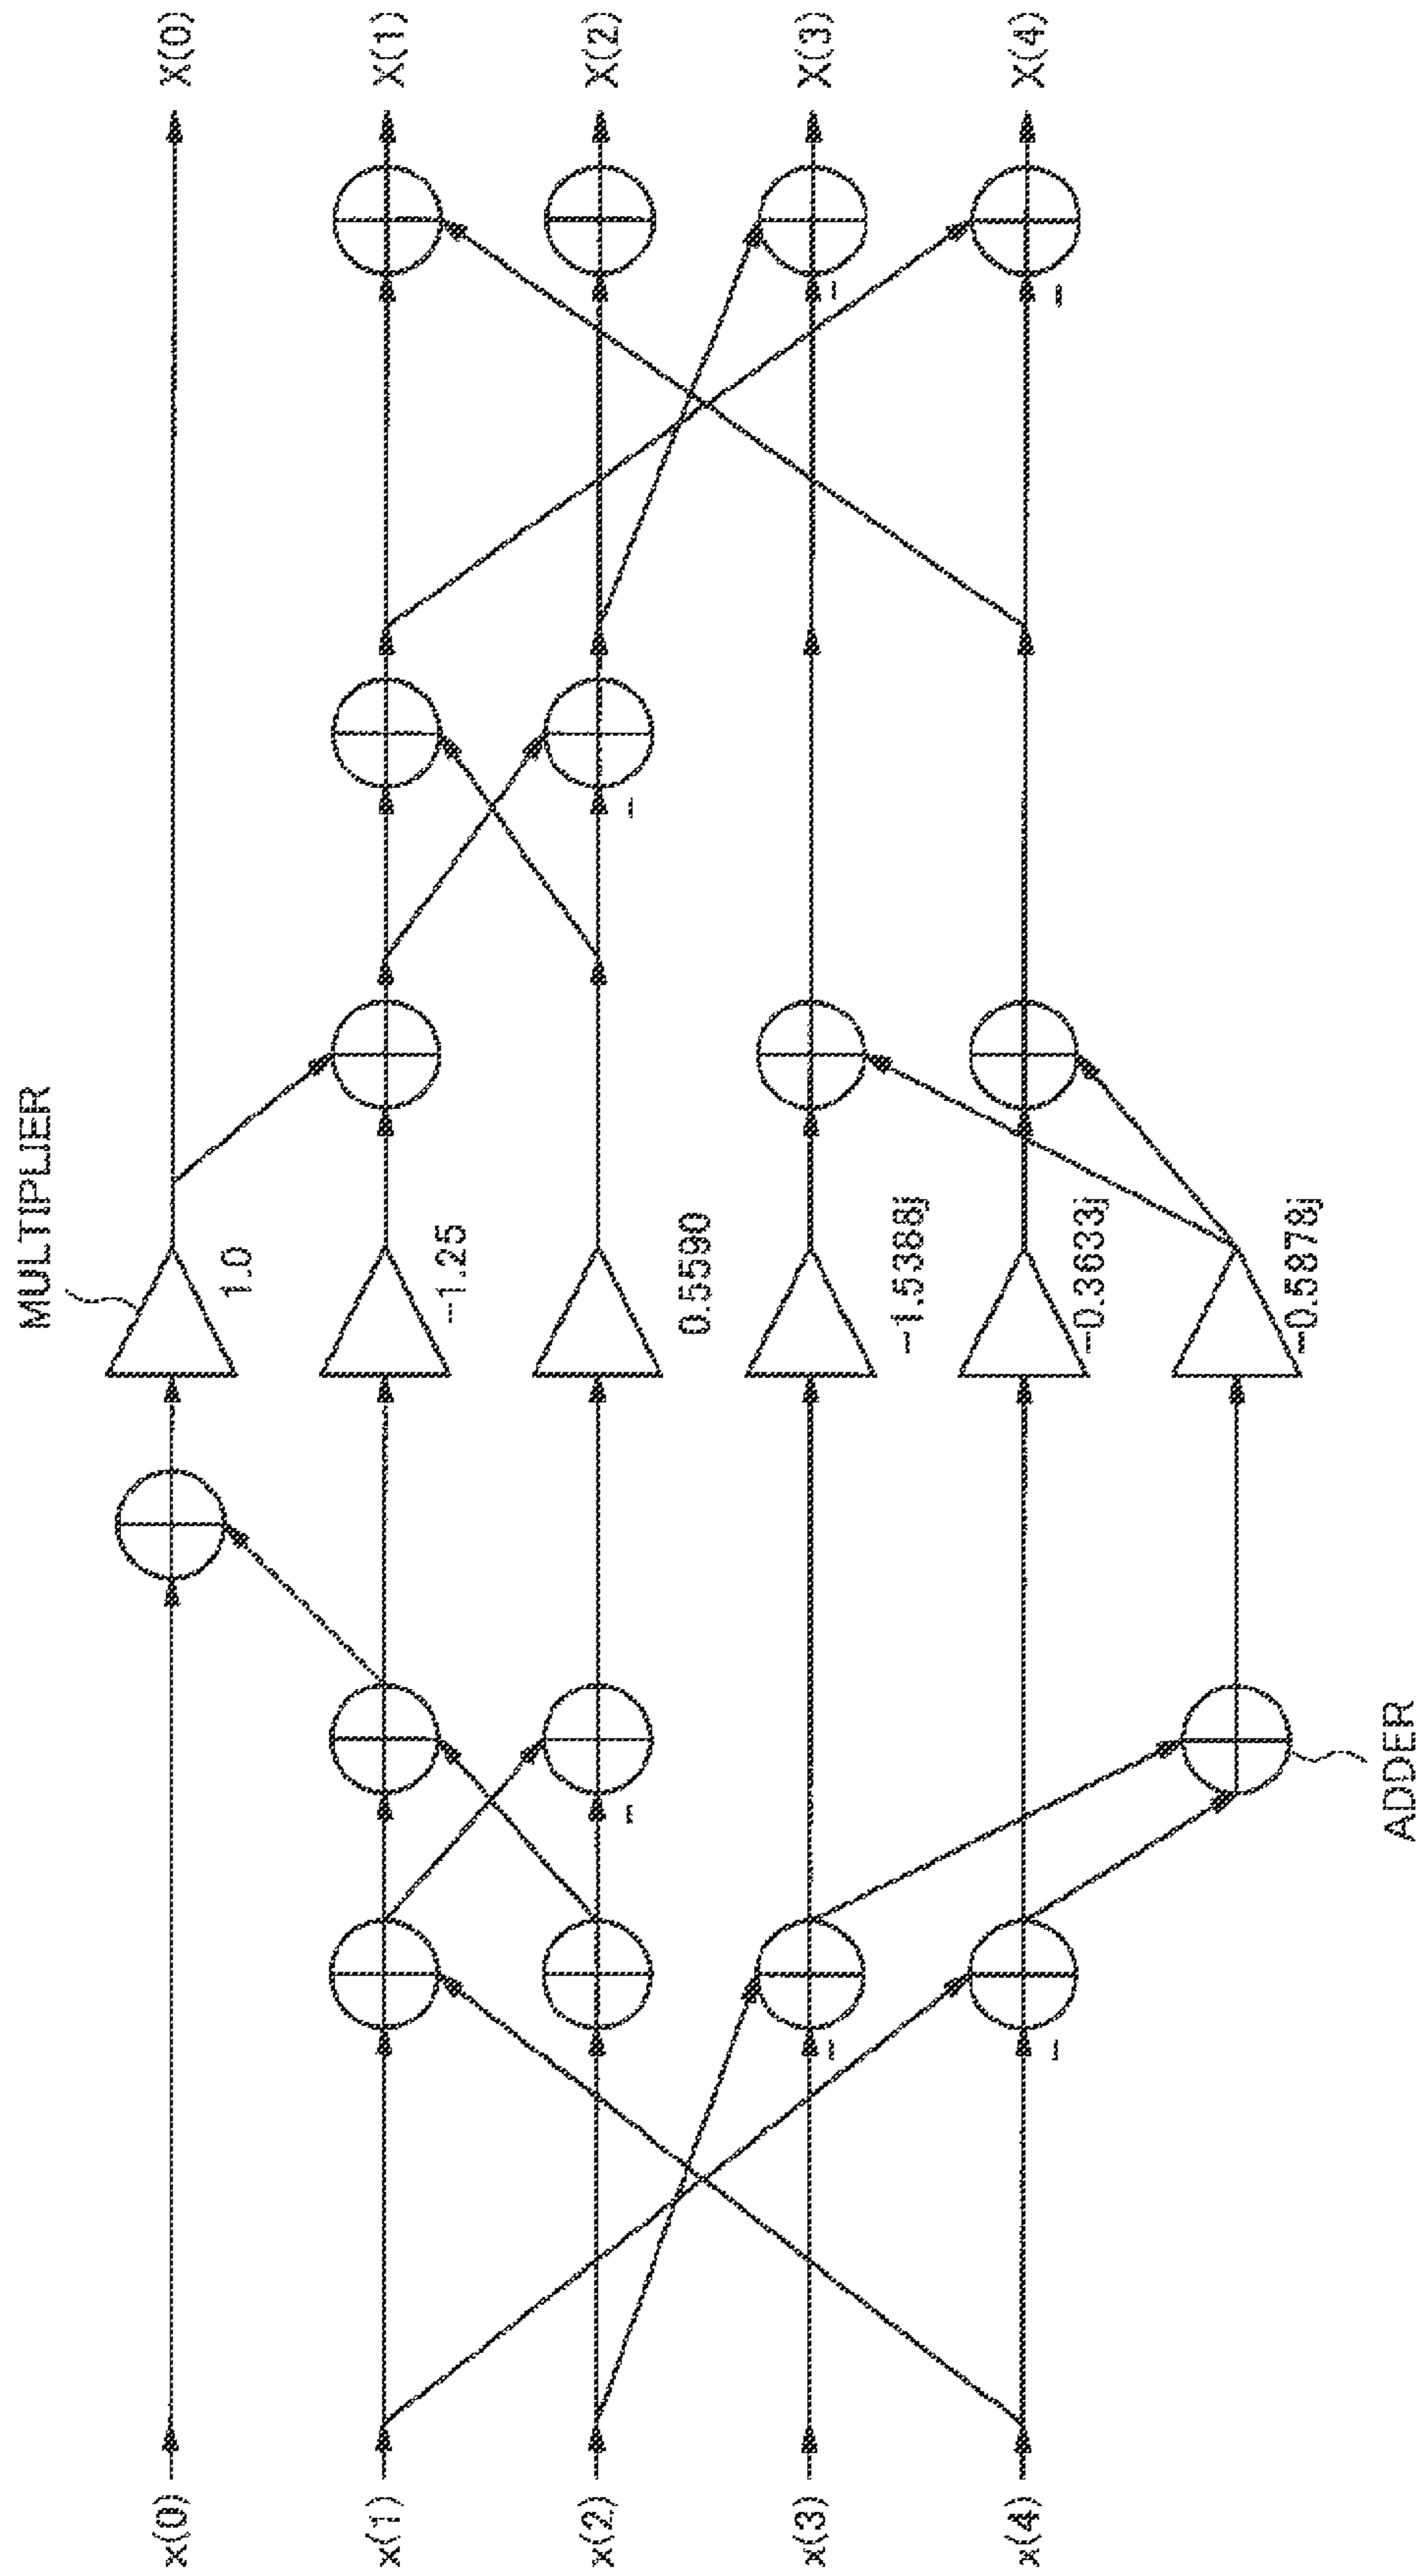 MULTIPLIER
x(0)
1.0
X(0)
x(1)
-1.25
X(1)
x(2)
0.5590
X(2)
x(3)
-1.5388j
X(3)
x(4)
-0.3633j
X(4)
-0.5878j
ADDER